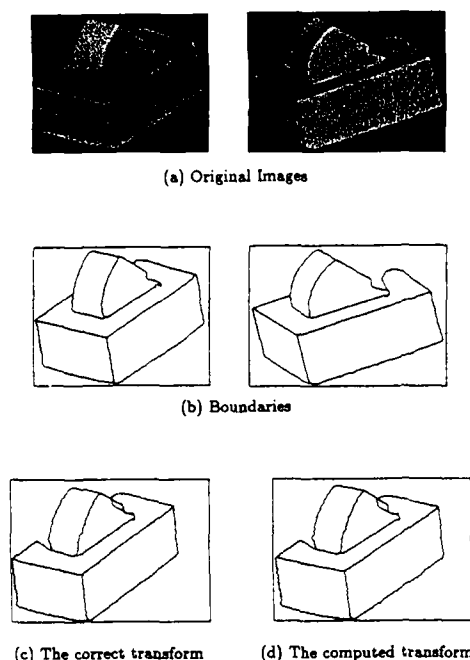 (a) Original Images
(b) Boundaries
(c) The correct transform
(d) The computed transform